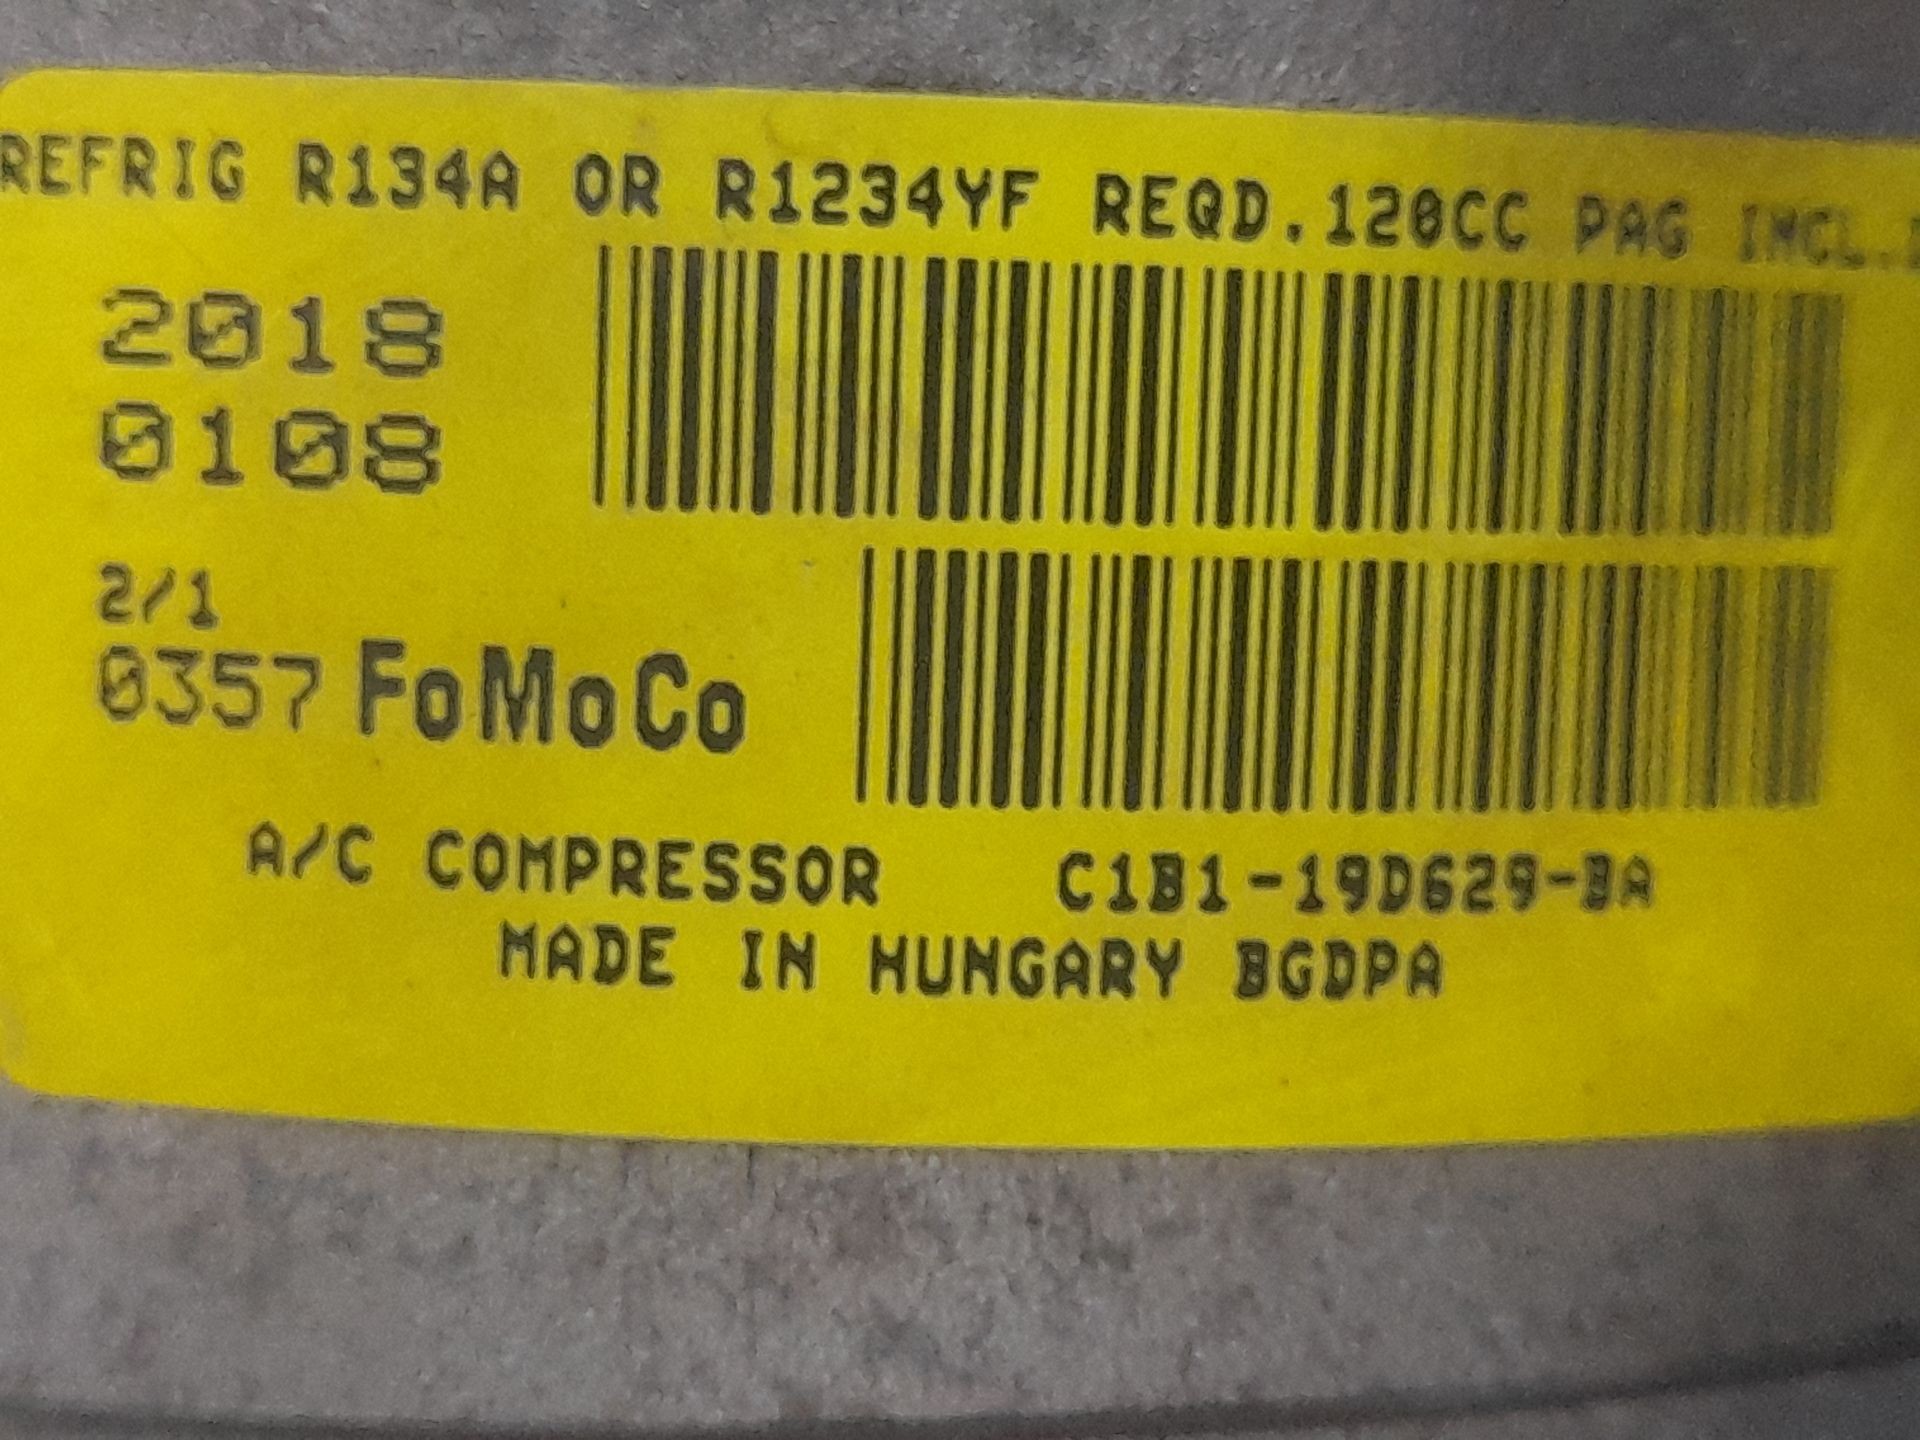 REFRIG R134A OR R1234YF REQD.120CC PAG INCL.
2018
0108
2/1
0357 FoMoCo
A/C COMPRESSOR C1B1-19D629-BA
MADE IN HUNGARY BGDPA